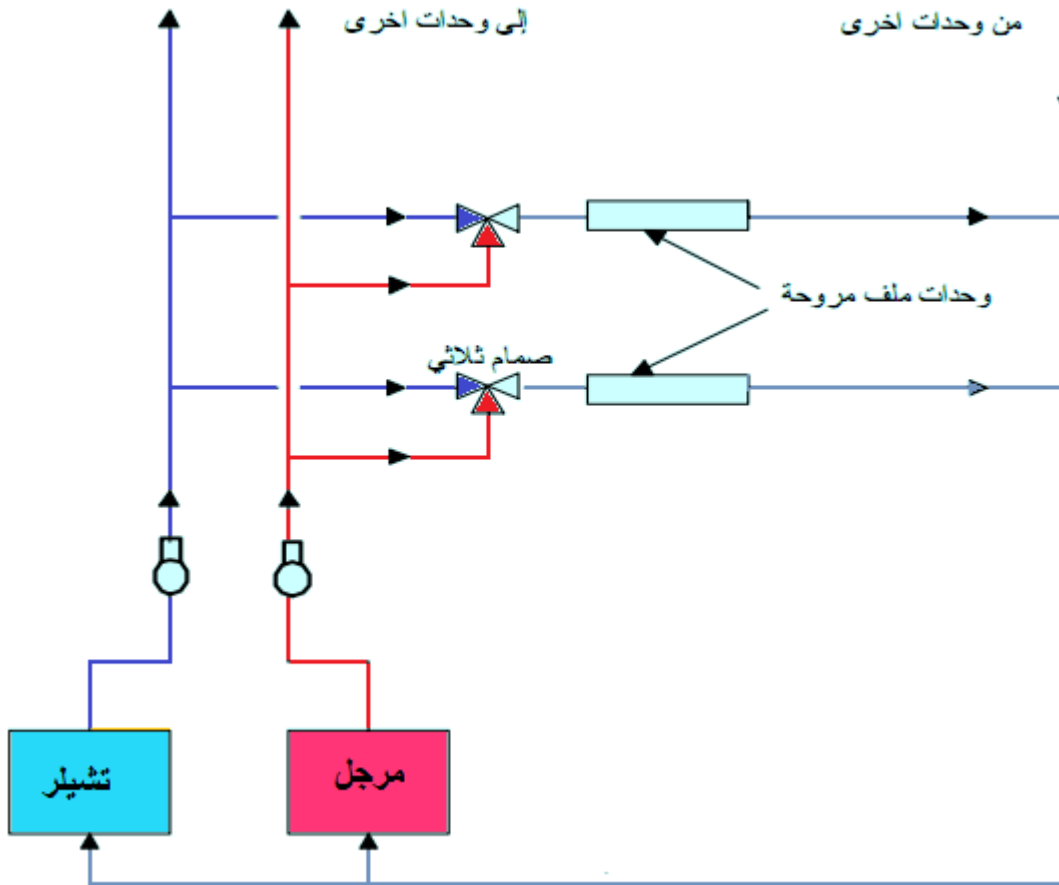 إلى وحدات اخرى
من وحدات اخرى
وحدات ملف مروحة
صمام ثلاثي
تشيلر
مرجل